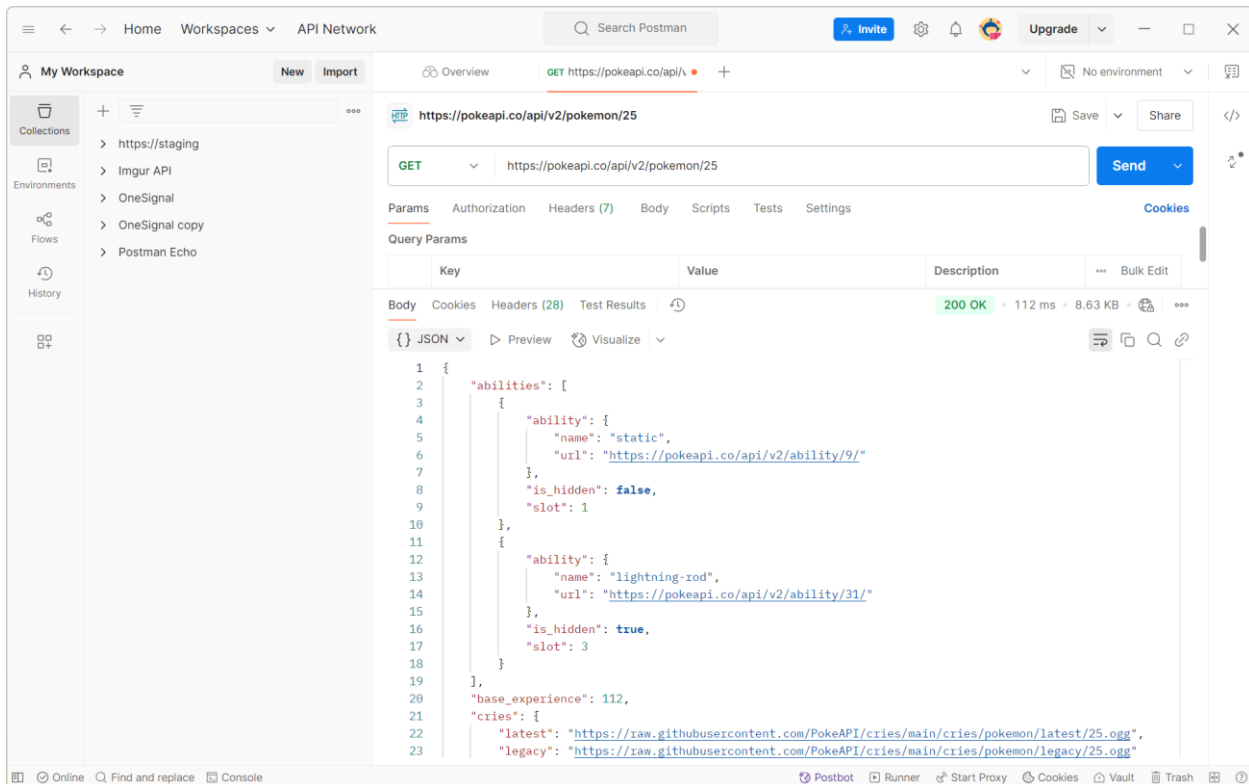 Home Workspaces API Network Search Postman Invite Upgrade
My Workspace New Import Overview GET https://pokeapi.co/api/v No environment
Collections
Environments
Flows
History
https://staging
Imgur API
OneSignal
OneSignal copy
Postman Echo
HTTP https://pokeapi.co/api/v2/pokemon/25 Save Share
GET https://pokeapi.co/api/v2/pokemon/25 Send
Params Authorization Headers (7) Body Scripts Tests Settings Cookies
Query Params
Key Value Description Bulk Edit
Body Cookies Headers (28) Test Results 200 OK 112 ms 8.63 KB
{} JSON Preview Visualize
1 {
2 "abilities": [
3 {
4 "ability": {
5 "name": "static",
6 "url": "https://pokeapi.co/api/v2/ability/9/"
7 },
8 "is_hidden": false,
9 "slot": 1
10 },
11 {
12 "ability": {
13 "name": "lightning-rod",
14 "url": "https://pokeapi.co/api/v2/ability/31/"
15 },
16 "is_hidden": true,
17 "slot": 3
18 }
19 ],
20 "base_experience": 112,
21 "cries": {
22 "latest": "https://raw.githubusercontent.com/PokeAPI/cries/main/cries/pokemon/latest/25.ogg",
23 "legacy": "https://raw.githubusercontent.com/PokeAPI/cries/main/cries/pokemon/legacy/25.ogg"
Online Find and replace Console Postbot Runner Start Proxy Cookies Vault Trash